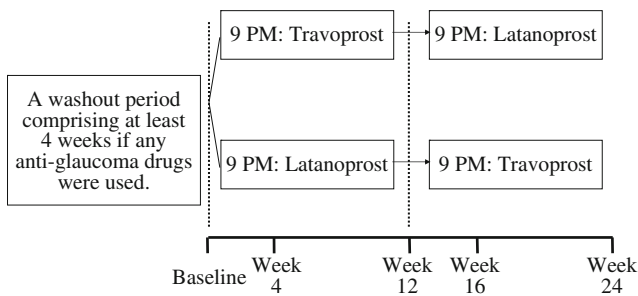 9 PM: Travoprost
9 PM: Latanoprost
A washout period
comprising at least
4 weeks if any
anti-glaucoma drugs
were used.
9 PM: Latanoprost
9 PM: Travoprost
Baseline
Week
4
Week
12
Week
16
Week
24